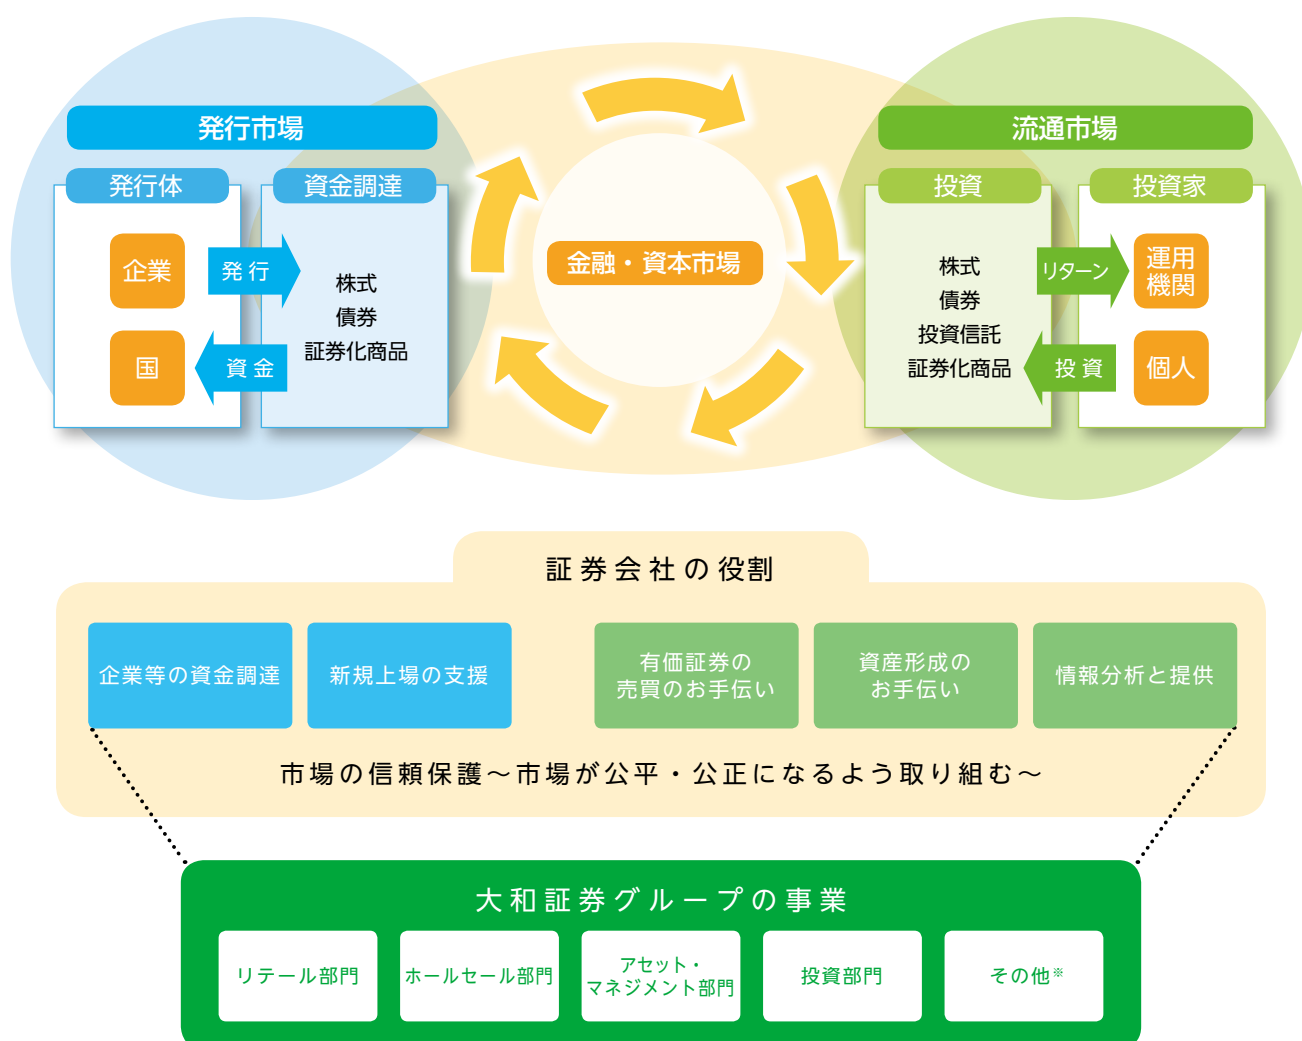 発行市場
発行体
資金調達
企業
国
発行
資金
株式
債券
証券化商品
金融・資本市場
流通市場
投資
投資家
株式
債券
投資信託
証券化商品
リターン
投資
運用
機関
個人
証券会社の役割
企業等の資金調達
新規上場の支援
有価証券の
売買のお手伝い
資産形成の
お手伝い
情報分析と提供
市場の信頼保護～市場が公平・公正になるよう取り組む～
大和証券グループの事業
リテール部門
ホールセール部門
アセット・
マネジメント部門
投資部門
その他※